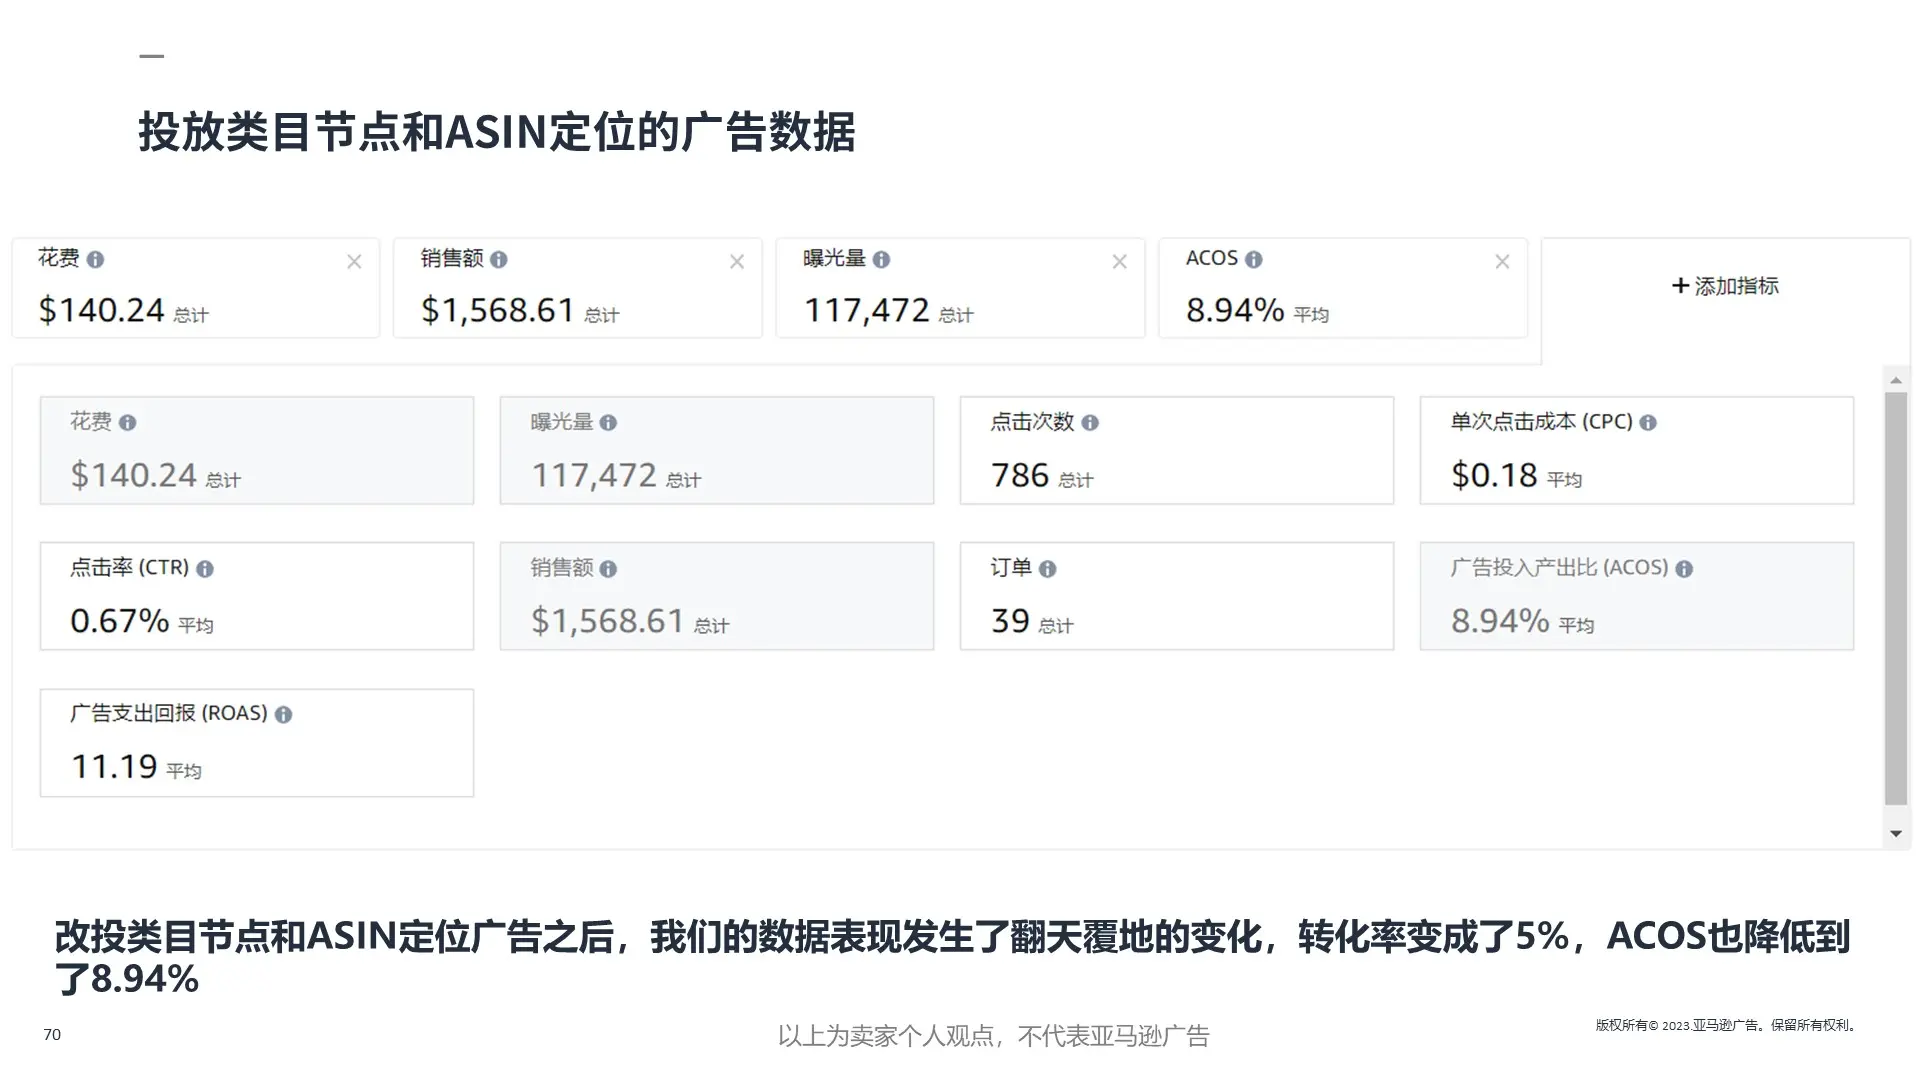 投放类目节点和ASIN定位的广告数据
花费
$140.24 总计
销售额
$1,568.61 总计
曝光量
117,472 总计
ACOS
8.94% 平均
+ 添加指标
花费
$140.24 总计
曝光量
117,472 总计
点击次数
786 总计
单次点击成本 (CPC)
$0.18 平均
点击率 (CTR)
0.67% 平均
销售额
$1,568.61 总计
订单
39 总计
广告投入产出比 (ACOS)
8.94% 平均
广告支出回报 (ROAS)
11.19 平均
改投类目节点和ASIN定位广告之后，我们的数据表现发生了翻天覆地的变化，转化率变成了5%，ACOS也降低到
了8.94%
70
以上为卖家个人观点，不代表亚马逊广告
版权所有© 2023.亚马逊广告。保留所有权利。